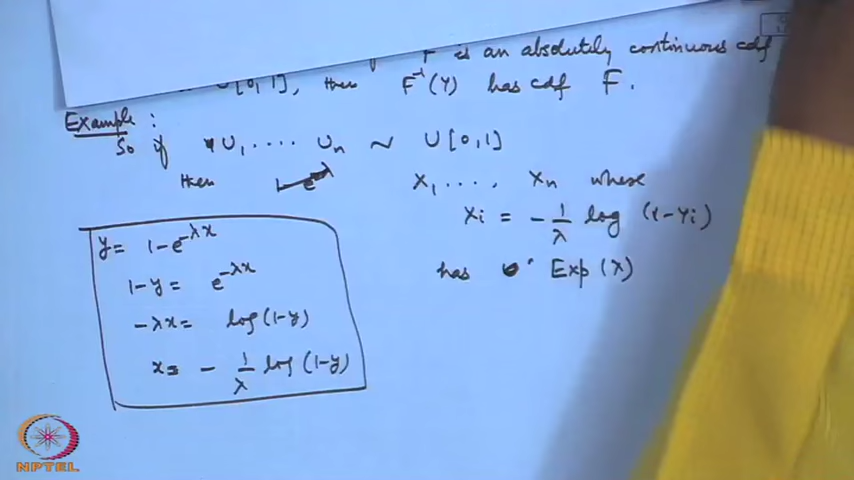 F is an absolutely continuous cdf
U[0,1], then F⁻¹(Y) has cdf F.
Example :
So if U₁, .... Uₙ ~ U[0,1]
then X₁, .... Xₙ where
Xi = - 1/λ log (1-Yi)
has Exp (λ)
y = 1-e^-λx
1-y = e^-λx
-λx = log (1-y)
x = - 1/λ log (1-y)
NPTEL